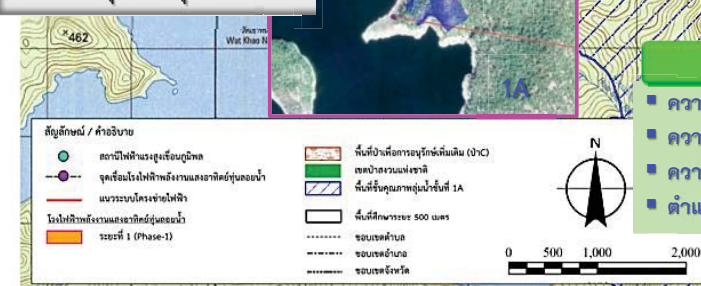 462
วัดเขาห
Wat Khao N
1A
▪ ควา
▪ ควา
▪ ควา
▪ ตำแ
สัญลักษณ์ / คำอธิบาย
สถานีไฟฟ้าแรงสูงเขื่อนภูมิพล
จุดเชื่อมโรงไฟฟ้าพลังงานแสงอาทิตย์ทุ่นลอยน้ำ
แนวระบบโครงข่ายไฟฟ้า
โรงไฟฟ้าพลังงานแสงอาทิตย์ทุ่นลอยน้ำ
ระยะที่ 1 (Phase-1)
พื้นที่ป่าเพื่อการอนุรักษ์เพิ่มเติม (ป่าC)
เขตป่าสงวนแห่งชาติ
พื้นที่ชั้นคุณภาพลุ่มน้ำชั้นที่ 1A
พื้นที่ศึกษาระยะ 500 เมตร
ขอบเขตตำบล
ขอบเขตอำเภอ
ขอบเขตจังหวัด
N
0 500 1,000 2,000